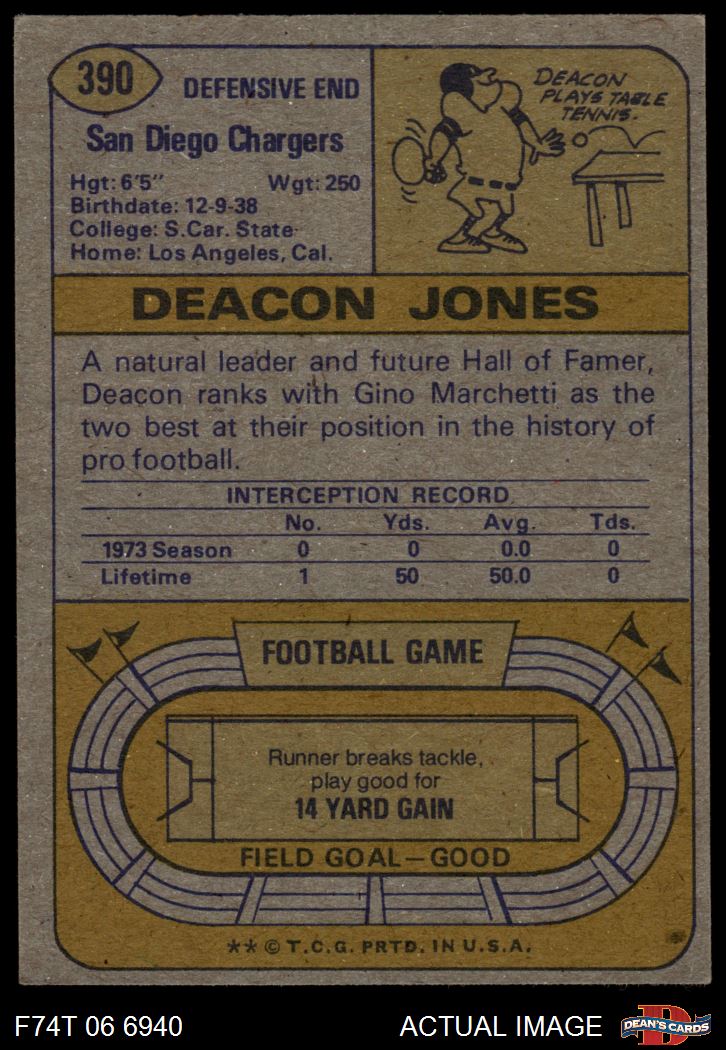 390
DEFENSIVE END
San Diego Chargers
Hgt: 6'5" Wgt: 250
Birthdate: 12-9-38
College: S.Car. State
Home: Los Angeles, Cal.
DEACON
PLAYS TABLE
TENNIS.
DEACON JONES
A natural leader and future Hall of Famer,
Deacon ranks with Gino Marchetti as the
two best at their position in the history of
pro football.
INTERCEPTION RECORD
No. Yds. Avg. Tds.
1973 Season 0 0 0.0 0
Lifetime 1 50 50.0 0
FOOTBALL GAME
Runner breaks tackle,
play good for
14 YARD GAIN
FIELD GOAL—GOOD
** © T.C.G. PRTD. IN U.S.A.
F74T 06 6940
ACTUAL IMAGE
D
DEAN'S CARDS